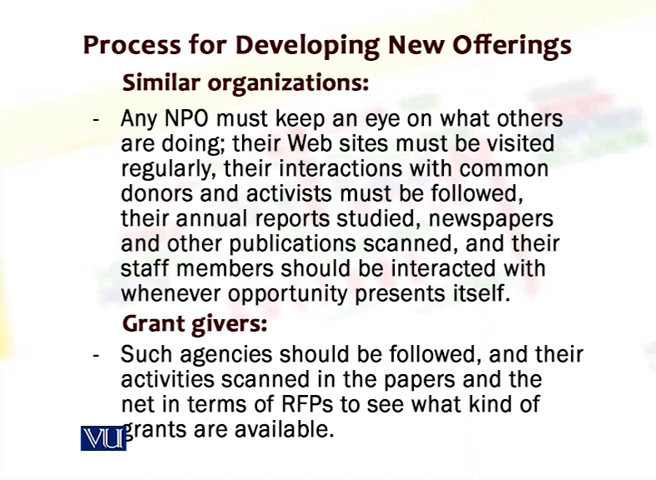 Process for Developing New Offerings
Similar organizations:
- Any NPO must keep an eye on what others
are doing; their Web sites must be visited
regularly, their interactions with common
donors and activists must be followed,
their annual reports studied, newspapers
and other publications scanned, and their
staff members should be interacted with
whenever opportunity presents itself.
Grant givers:
- Such agencies should be followed, and their
activities scanned in the papers and the
net in terms of RFPs to see what kind of
grants are available.
VU